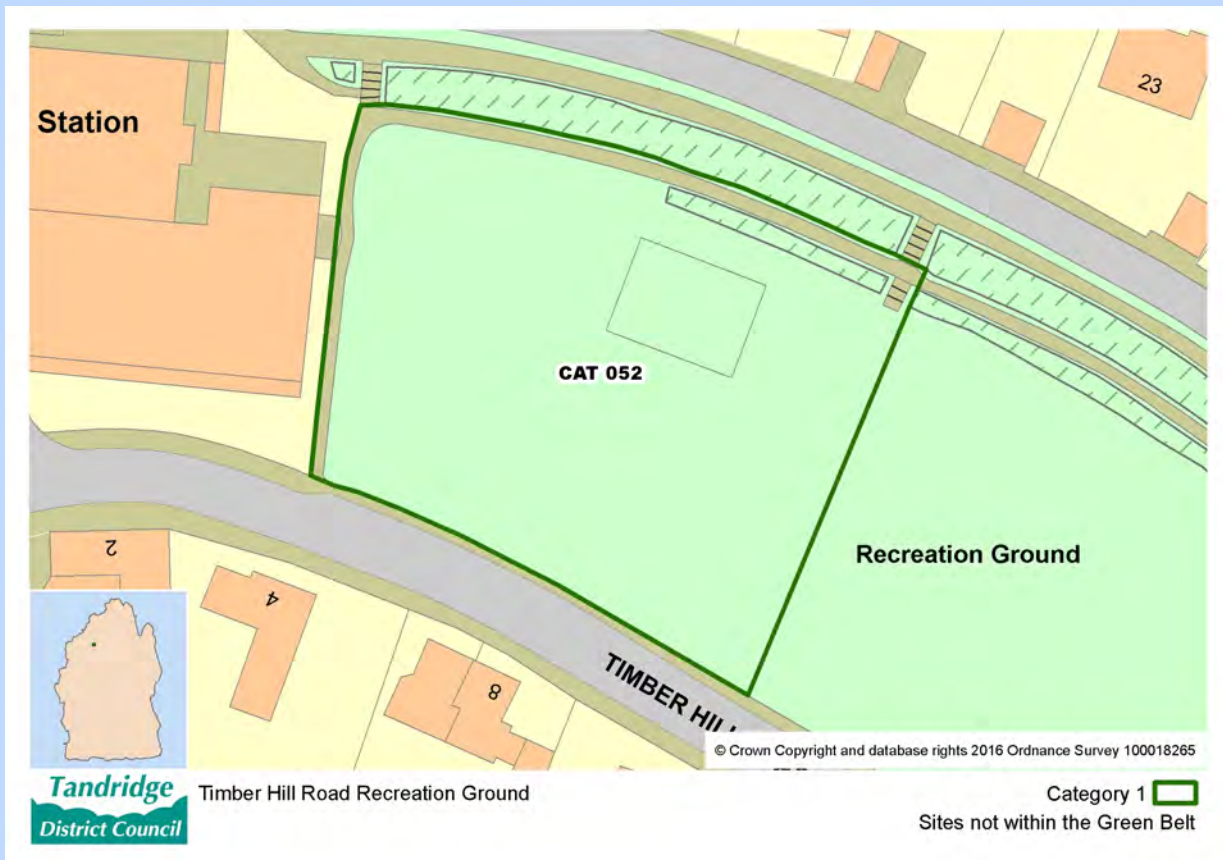 23
Station
CAT 052
Recreation Ground
2
4
8
TIMBER HILL
© Crown Copyright and database rights 2016 Ordnance Survey 100018265
Tandridge
District Council
Timber Hill Road Recreation Ground
Category 1
Sites not within the Green Belt